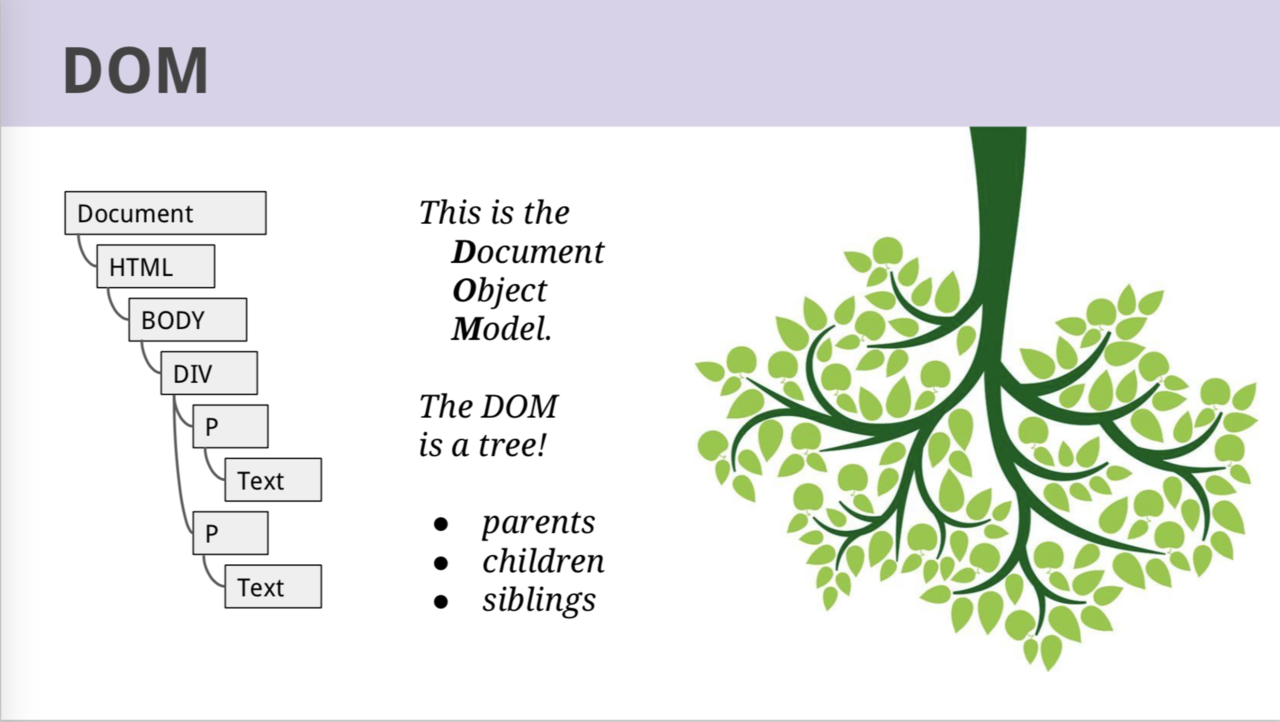 DOM
Document
HTML
BODY
DIV
P
Text
P
Text
This is the
Document
Object
Model.
The DOM
is a tree!
● parents
● children
● siblings